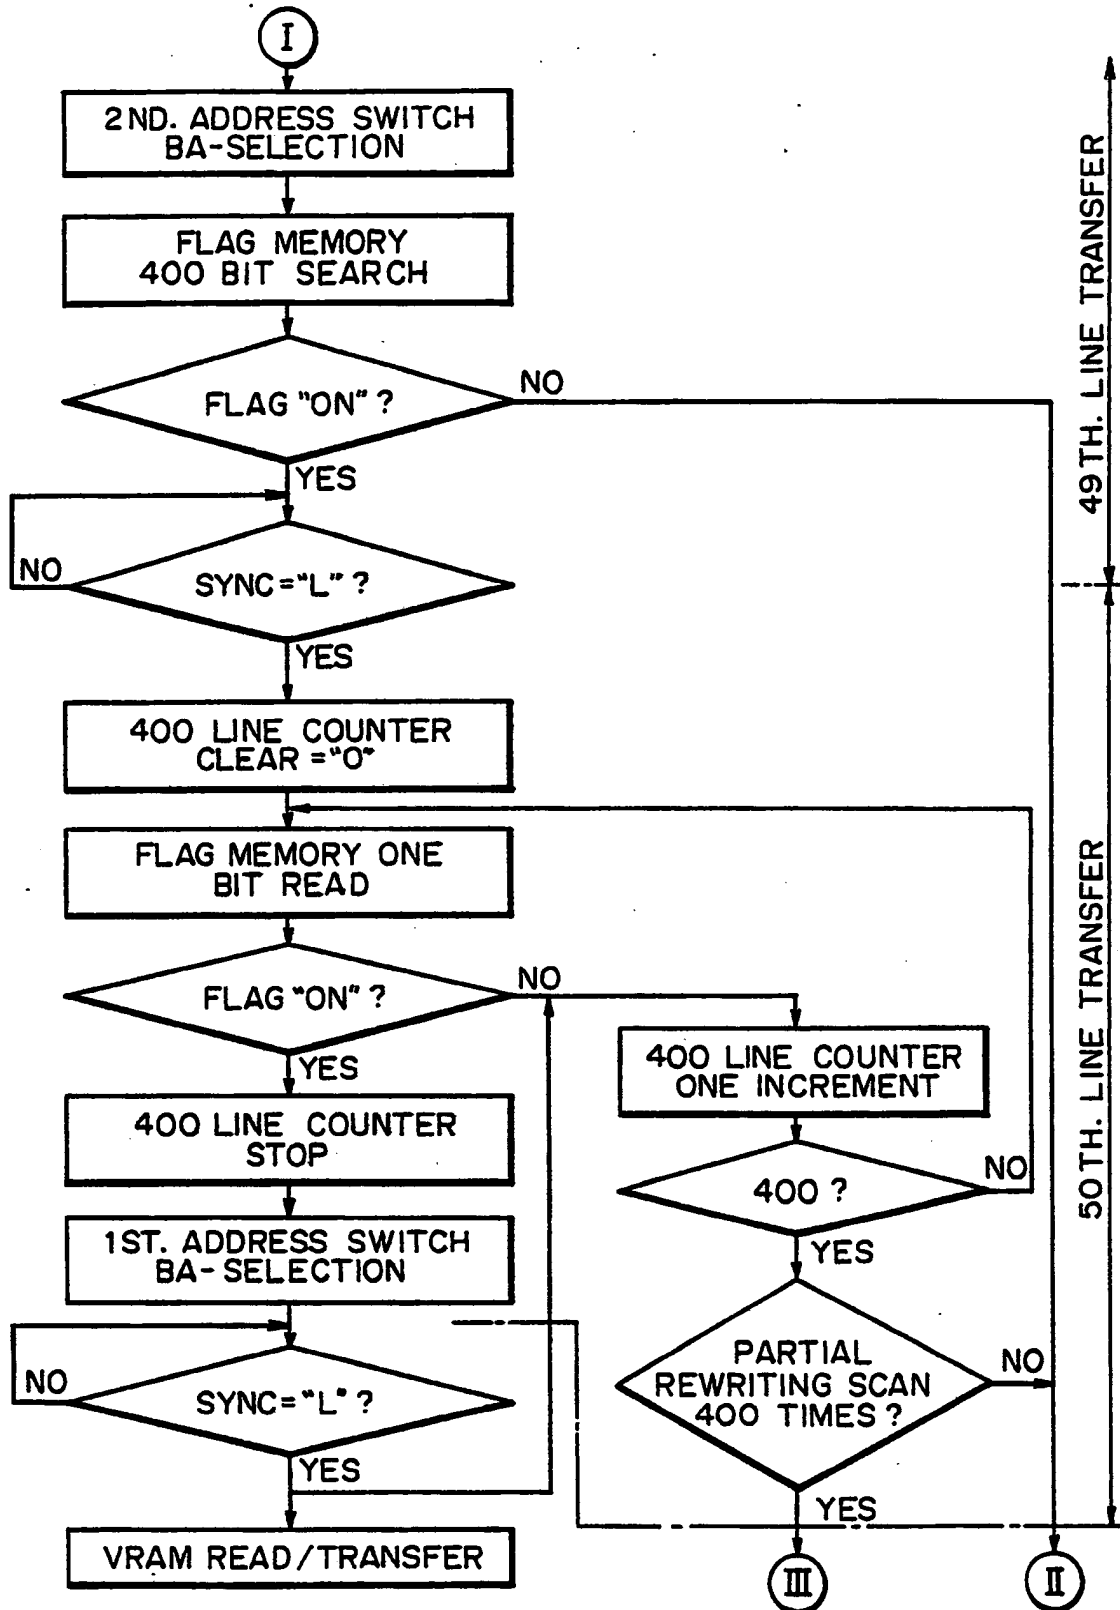 I
2ND. ADDRESS SWITCH
BA-SELECTION
FLAG MEMORY
400 BIT SEARCH
FLAG "ON" ?
NO
YES
SYNC="L" ?
NO
YES
400 LINE COUNTER
CLEAR ="0"
FLAG MEMORY ONE
BIT READ
FLAG "ON" ?
NO
YES
400 LINE COUNTER
STOP
1ST. ADDRESS SWITCH
BA-SELECTION
SYNC="L" ?
NO
YES
VRAM READ/TRANSFER
400 LINE COUNTER
ONE INCREMENT
400 ?
NO
YES
PARTIAL
REWRITING SCAN
400 TIMES ?
NO
YES
III
II
49TH. LINE TRANSFER
50TH. LINE TRANSFER